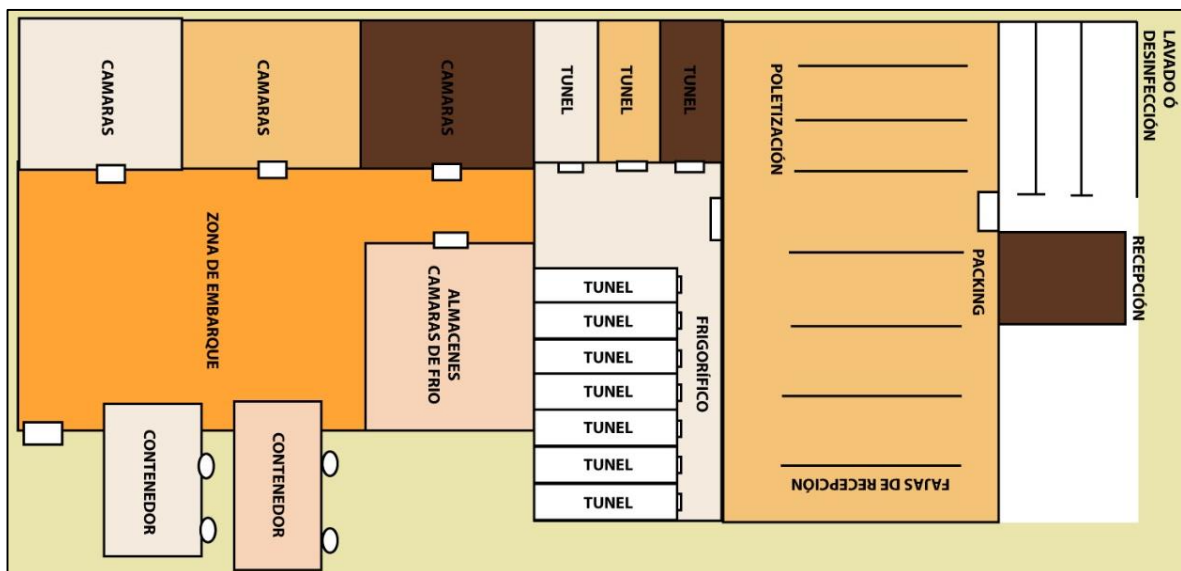 CAMARAS
CAMARAS
CAMARAS
TUNEL
TUNEL
TUNEL
POLETIZACIÓN
LAVADO Ó
DESINFECCIÓN
ZONA DE EMBARQUE
ALMACENES
CAMARAS DE FRIO
TUNEL
TUNEL
TUNEL
TUNEL
TUNEL
TUNEL
TUNEL
FRIGORÍFICO
PACKING
RECEPCIÓN
CONTENEDOR
CONTENEDOR
FAJAS DE RECEPCIÓN